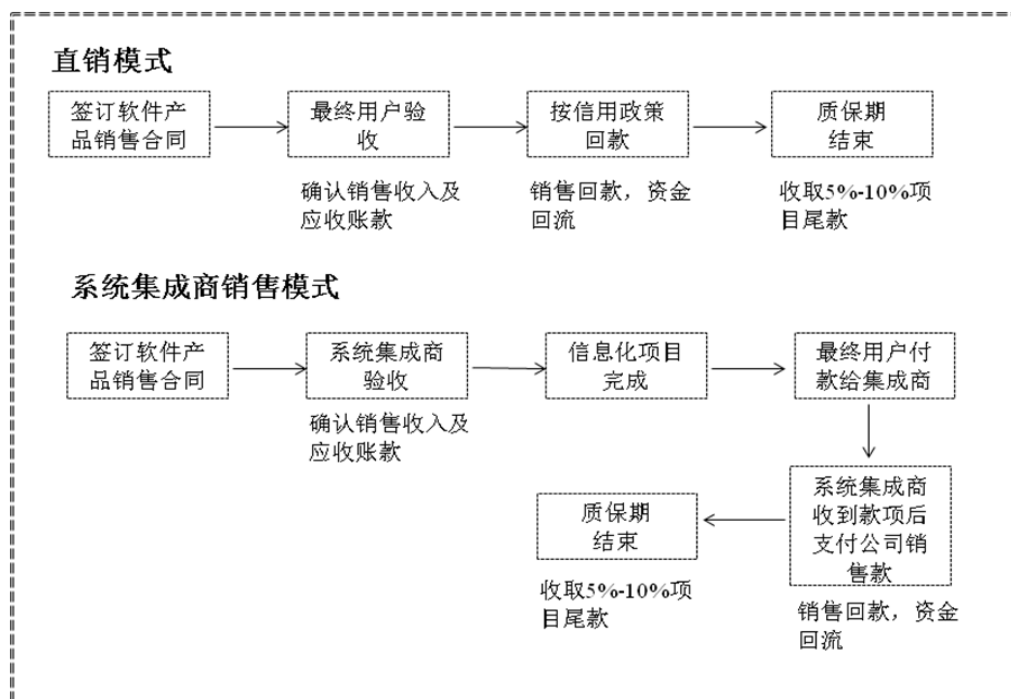 直销模式
签订软件产
品销售合同
最终用户验
收
按信用政策
回款
质保期
结束
确认销售收入及
应收账款
销售回款，资金
回流
收取5%-10%项
目尾款
系统集成商销售模式
签订软件产
品销售合同
系统集成商
验收
信息化项目
完成
最终用户付
款给集成商
确认销售收入及
应收账款
系统集成商
收到款项后
支付公司销
售款
质保期
结束
收取5%-10%项
目尾款
销售回款，资金
回流